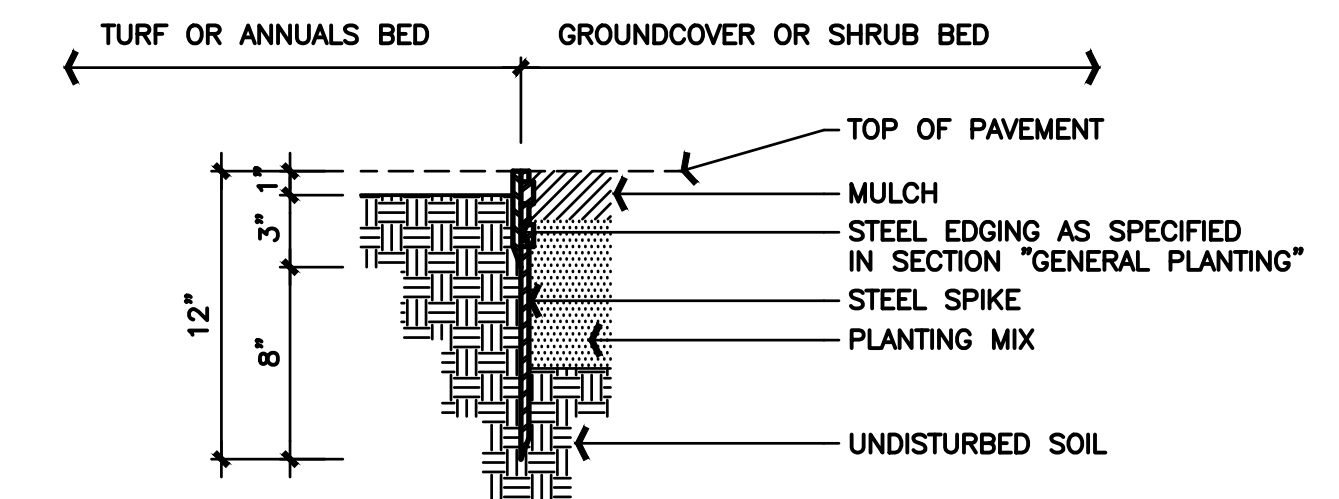 TURF OR ANNUALS BED
GROUNDCOVER OR SHRUB BED
TOP OF PAVEMENT
1"
MULCH
3"
STEEL EDGING AS SPECIFIED
IN SECTION "GENERAL PLANTING"
12"
STEEL SPIKE
8"
PLANTING MIX
UNDISTURBED SOIL